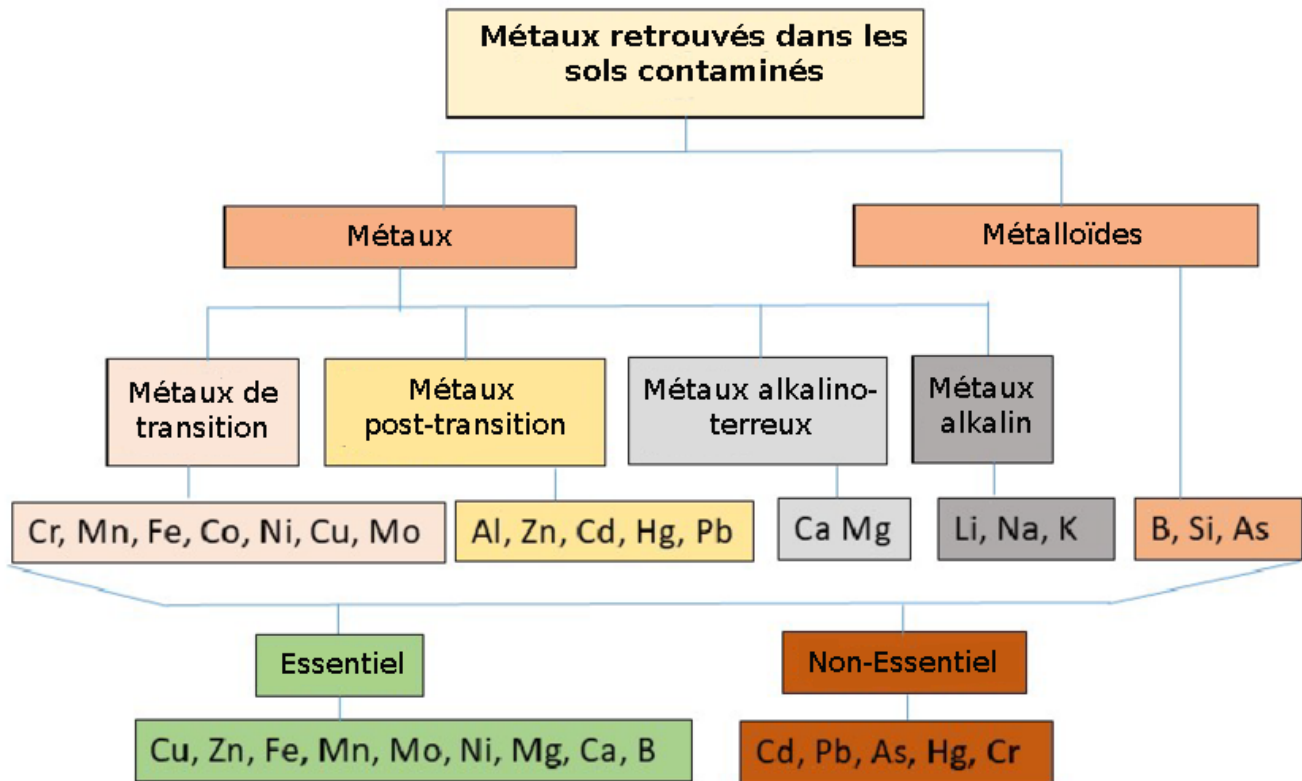 Métaux retrouvés dans les
sols contaminés
Métaux
Métalloïdes
Métaux de
transition
Métaux
post-transition
Métaux alkalino-
terreux
Métaux
alkalin
Cr, Mn, Fe, Co, Ni, Cu, Mo
Al, Zn, Cd, Hg, Pb
Ca Mg
Li, Na, K
B, Si, As
Essentiel
Non-Essentiel
Cu, Zn, Fe, Mn, Mo, Ni, Mg, Ca, B
Cd, Pb, As, Hg, Cr